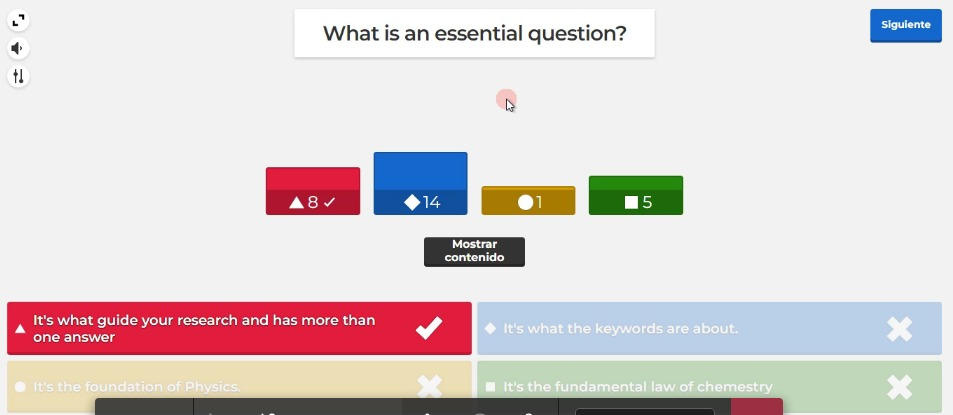 What is an essential question?
Siguiente
8
14
1
5
Mostrar
contenido
It's what guide your research and has more than
one answer
It's what the keywords are about.
It's the foundation of Physics.
It's the fundamental law of chemestry